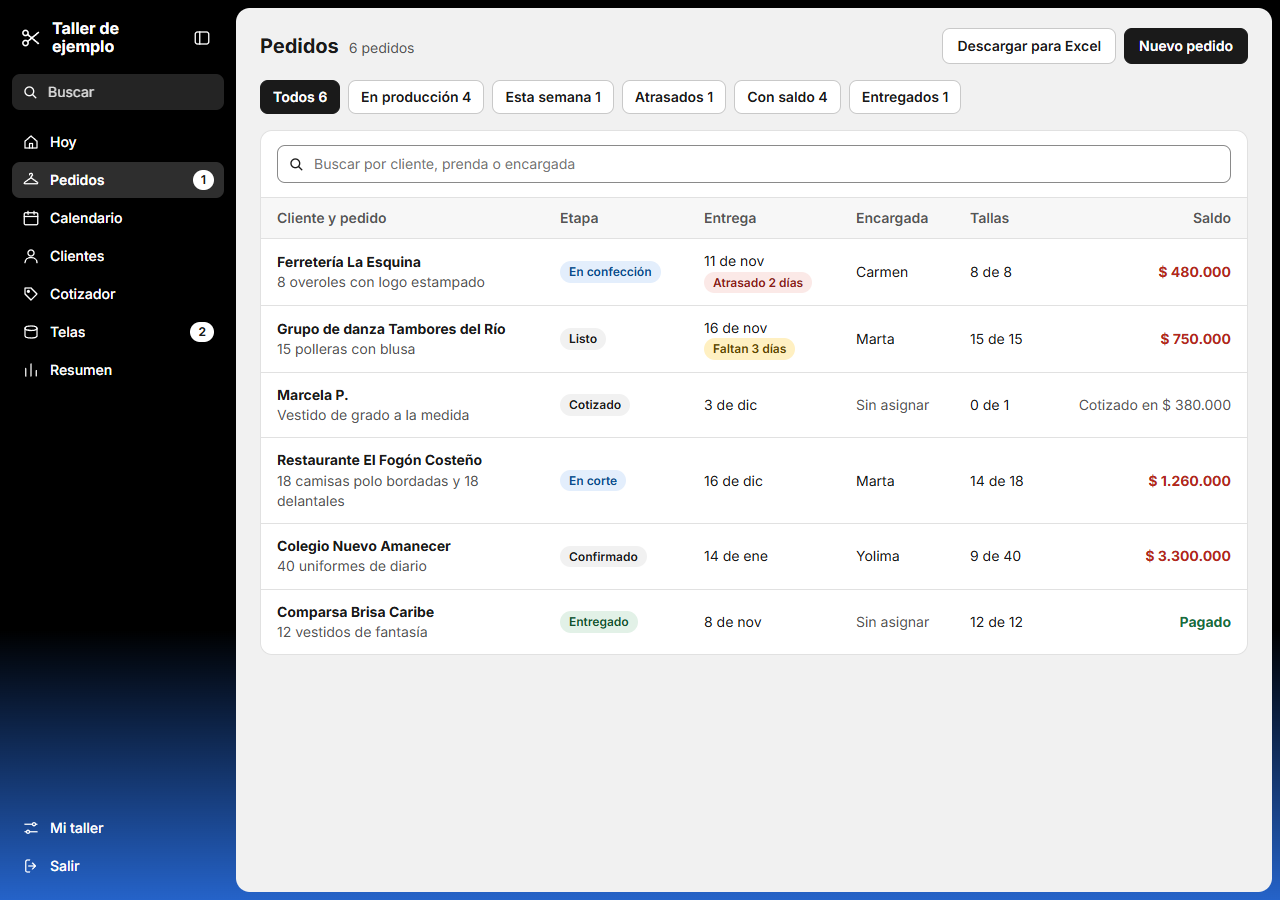 Taller de
ejemplo
Buscar
Hoy
Pedidos 1
Calendario
Clientes
Cotizador
Telas 2
Resumen
Mi taller
Salir
Pedidos 6 pedidos
Descargar para Excel Nuevo pedido
Todos 6 En producción 4 Esta semana 1 Atrasados 1 Con saldo 4 Entregados 1
Buscar por cliente, prenda o encargada
Cliente y pedido Etapa Entrega Encargada Tallas Saldo
Ferretería La Esquina
8 overoles con logo estampado
En confección
11 de nov
Atrasado 2 días
Carmen
8 de 8
$ 480.000
Grupo de danza Tambores del Río
15 polleras con blusa
Listo
16 de nov
Faltan 3 días
Marta
15 de 15
$ 750.000
Marcela P.
Vestido de grado a la medida
Cotizado
3 de dic
Sin asignar
0 de 1
Cotizado en $ 380.000
Restaurante El Fogón Costeño
18 camisas polo bordadas y 18
delantales
En corte
16 de dic
Marta
14 de 18
$ 1.260.000
Colegio Nuevo Amanecer
40 uniformes de diario
Confirmado
14 de ene
Yolima
9 de 40
$ 3.300.000
Comparsa Brisa Caribe
12 vestidos de fantasía
Entregado
8 de nov
Sin asignar
12 de 12
Pagado